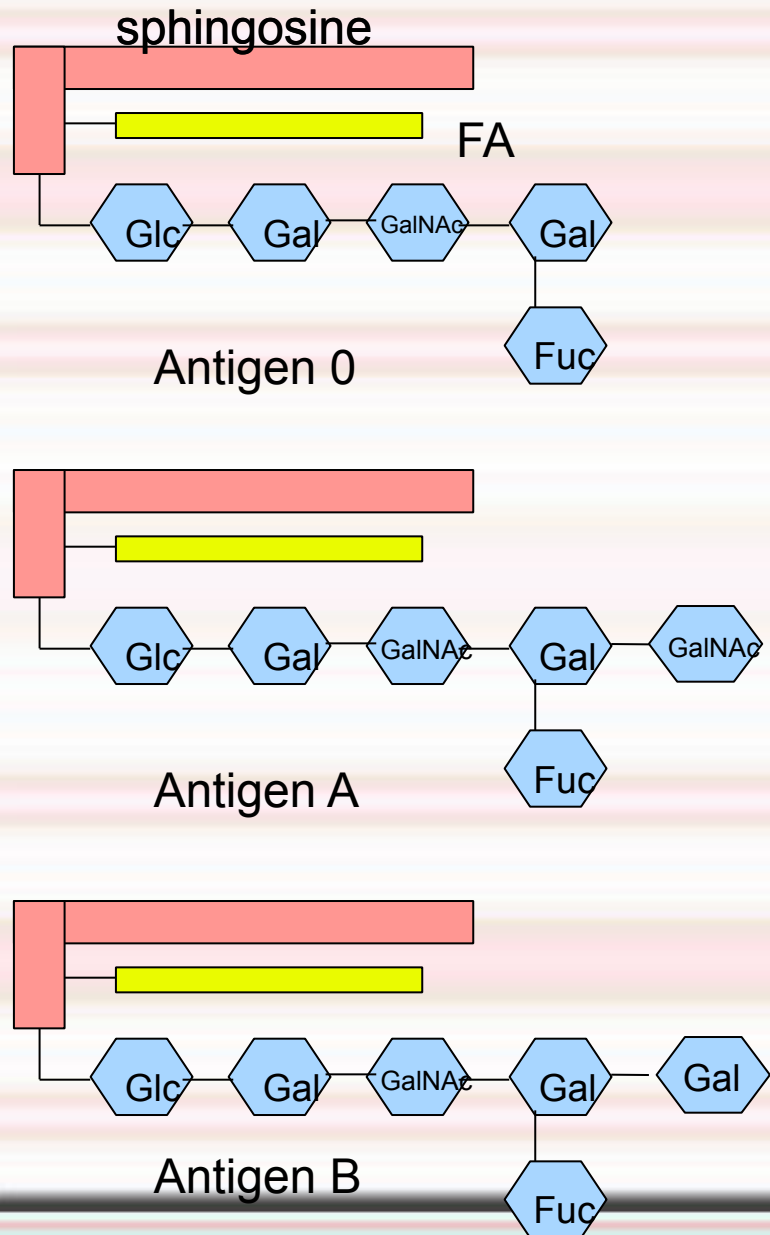 sphingosine
FA
Glc Gal GalNAc Gal
Fuc
Antigen 0
Glc Gal GalNAc Gal GalNAc
Fuc
Antigen A
Glc Gal GalNAc Gal Gal
Antigen B
Fuc